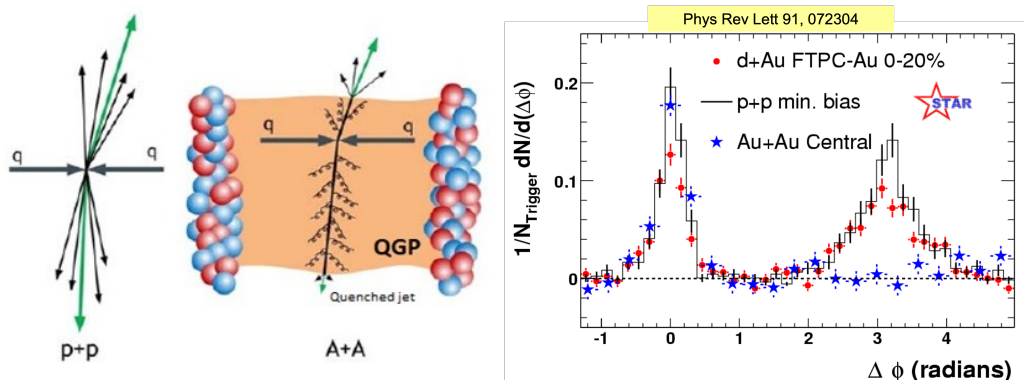 q
q
p+p
q
q
QGP
Quenched jet
A+A
Phys Rev Lett 91, 072304
1/N_Trigger dN/d(Δφ)
d+Au FTPC-Au 0-20%
p+p min. bias
Au+Au Central
STAR
0.2
0.1
0
-1
0
1
2
3
4
Δ φ (radians)